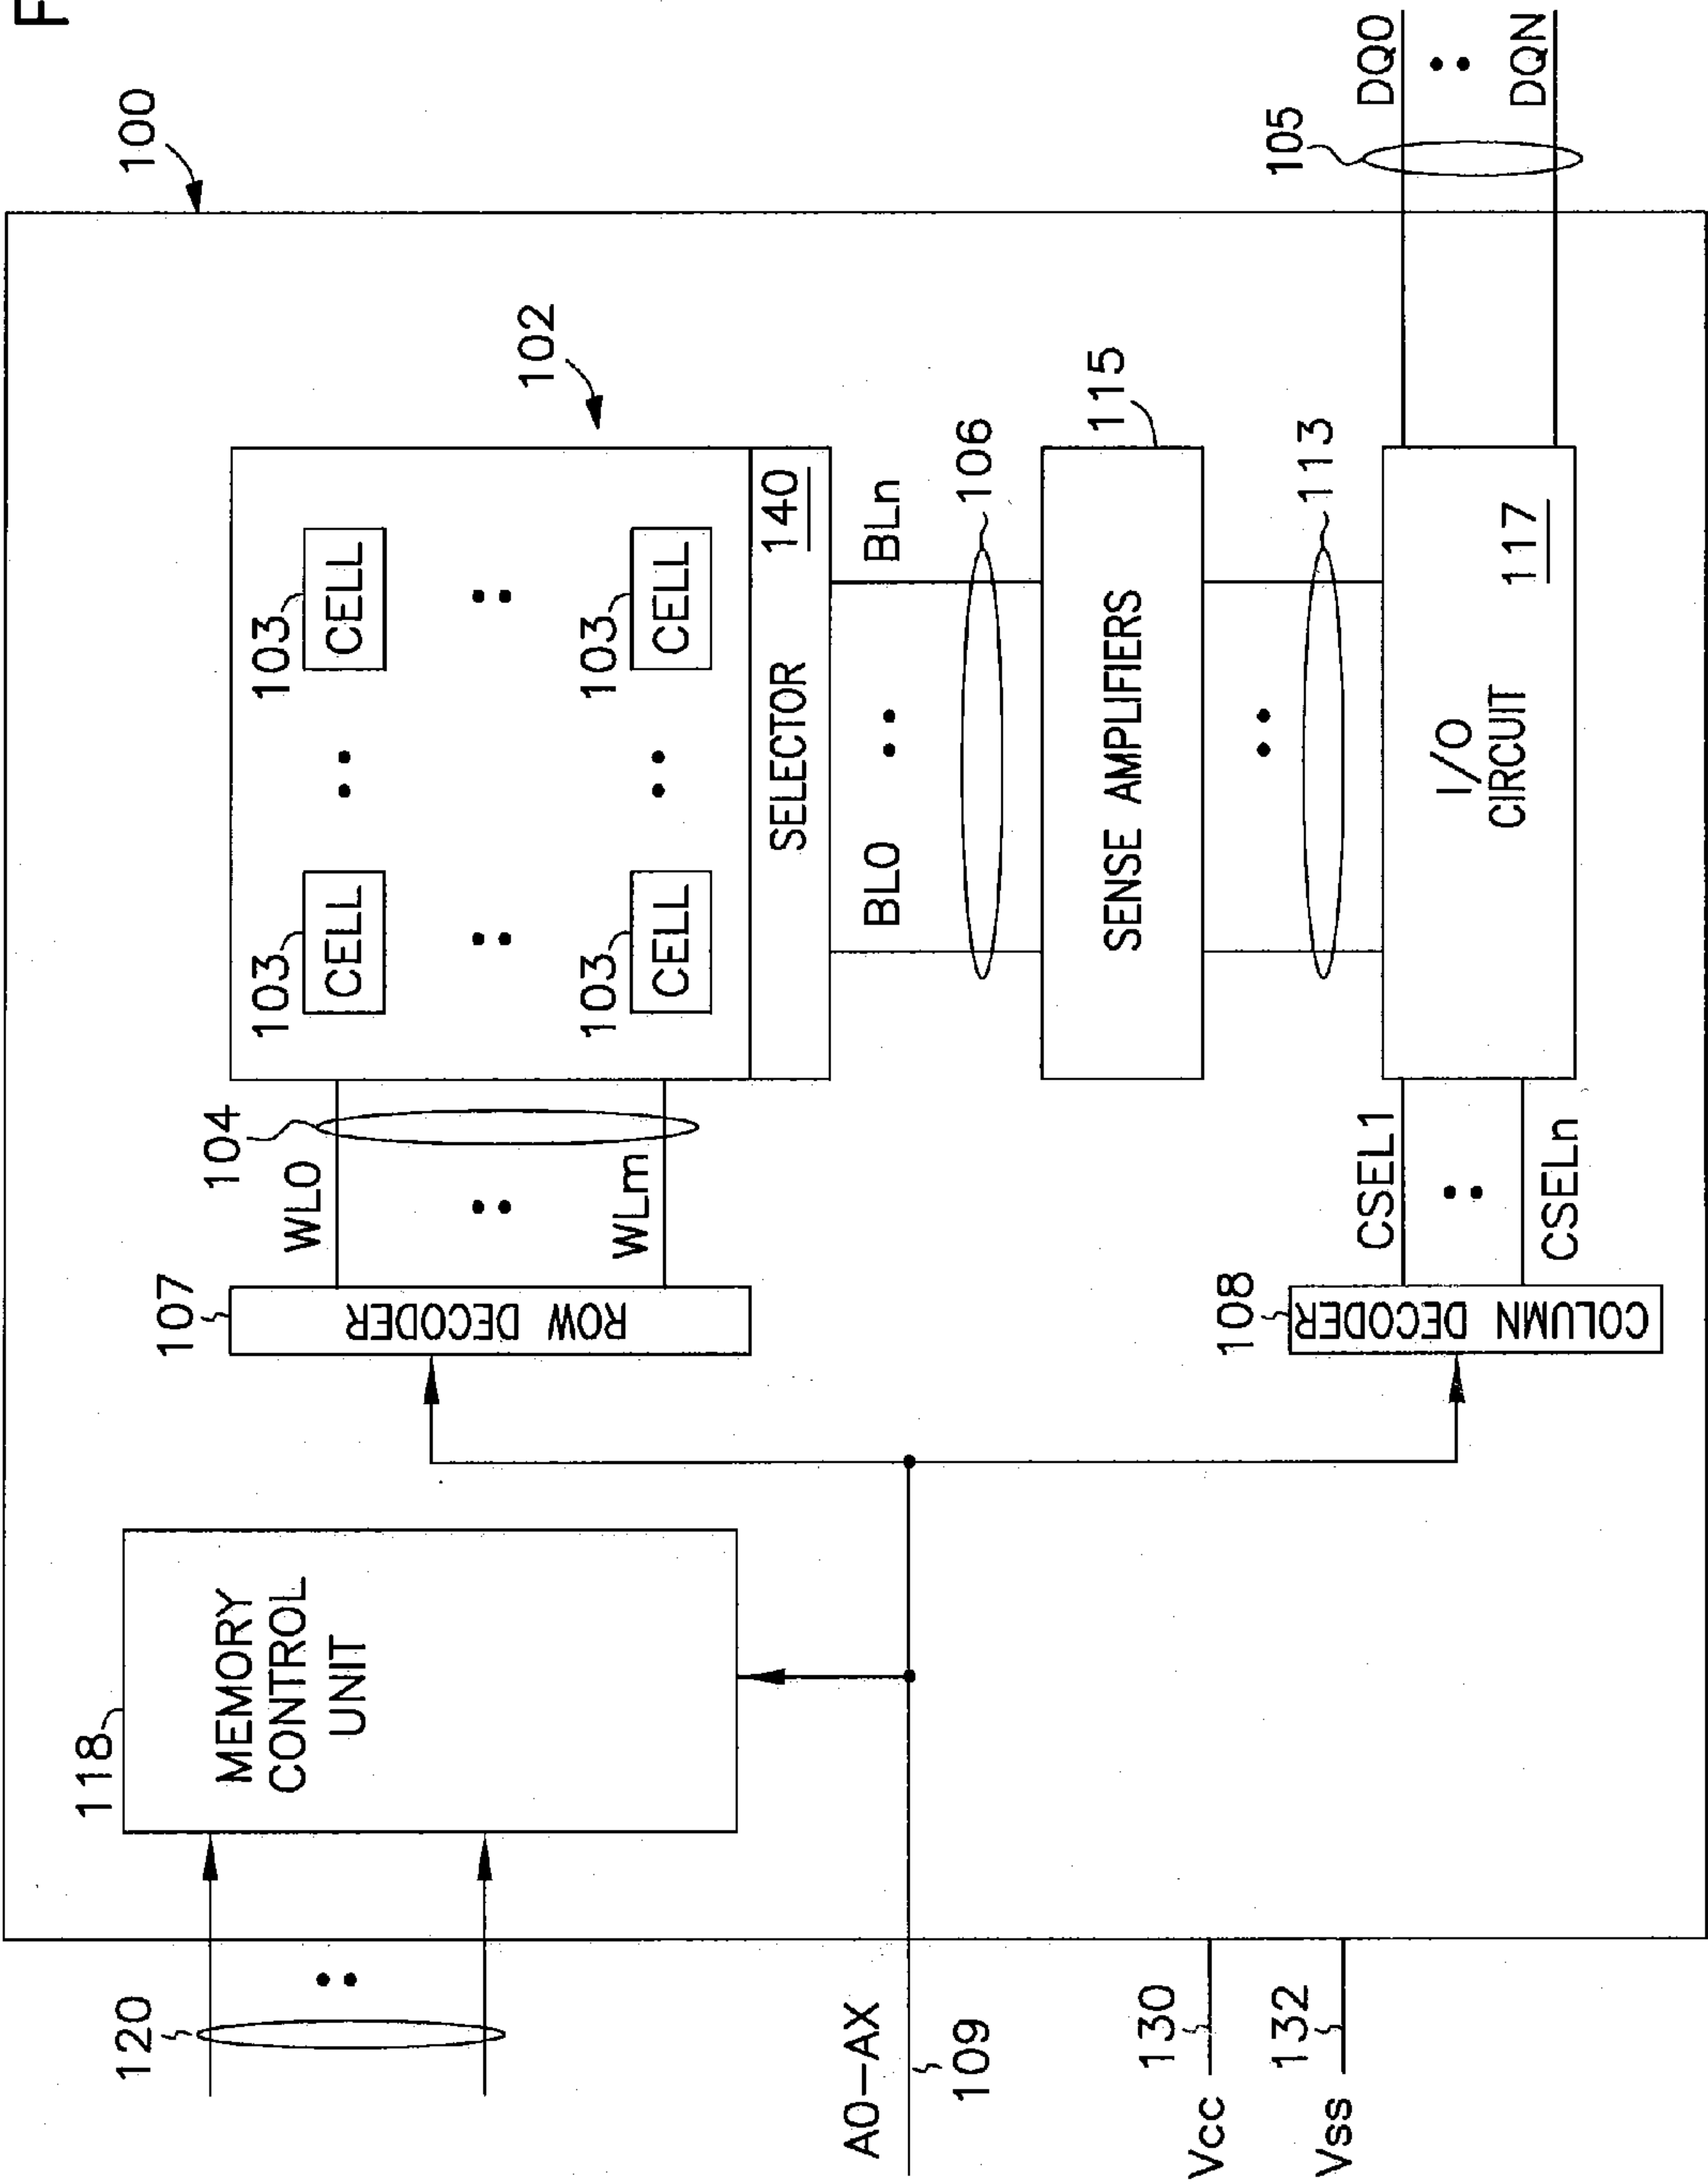 F
100
118
MEMORY
CONTROL
UNIT
120
107
ROW DECODER
104
WL0
WLm
103
CELL
103
CELL
103
CELL
103
CELL
102
SELECTOR
140
BL0
BLn
106
SENSE AMPLIFIERS
115
113
A0-AX
109
108
COLUMN DECODER
CSEL1
CSELn
I/O
CIRCUIT
117
105
DQ0
DQN
Vcc
130
Vss
132